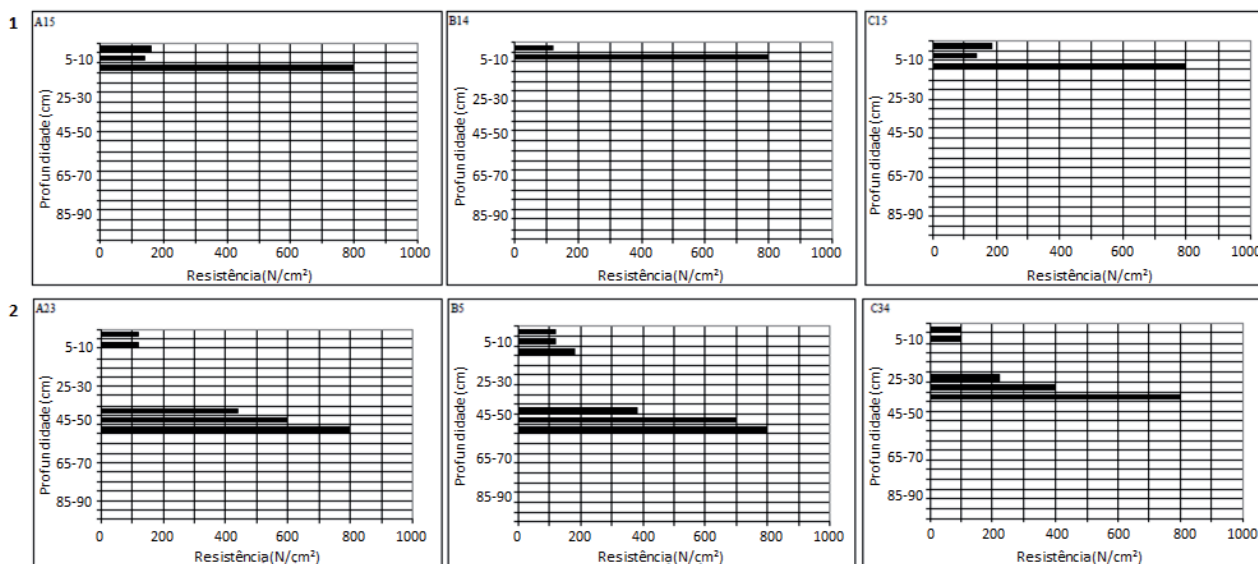 1
A15
Profundidade (cm)
5-10
25-30
45-50
65-70
85-90
0 200 400 600 800 1000
Resistência(N/cm²)
B14
Profundidade (cm)
5-10
25-30
45-50
65-70
85-90
0 200 400 600 800 1000
Resistência(N/cm²)
C15
Profundidade (cm)
5-10
25-30
45-50
65-70
85-90
0 200 400 600 800 1000
Resistência(N/cm²)
2
A23
Profundidade (cm)
5-10
25-30
45-50
65-70
85-90
0 200 400 600 800 1000
Resistência(N/cm²)
B5
Profundidade (cm)
5-10
25-30
45-50
65-70
85-90
0 200 400 600 800 1000
Resistência(N/cm²)
C34
Profundidade (cm)
5-10
25-30
45-50
65-70
85-90
0 200 400 600 800 1000
Resistência(N/cm²)